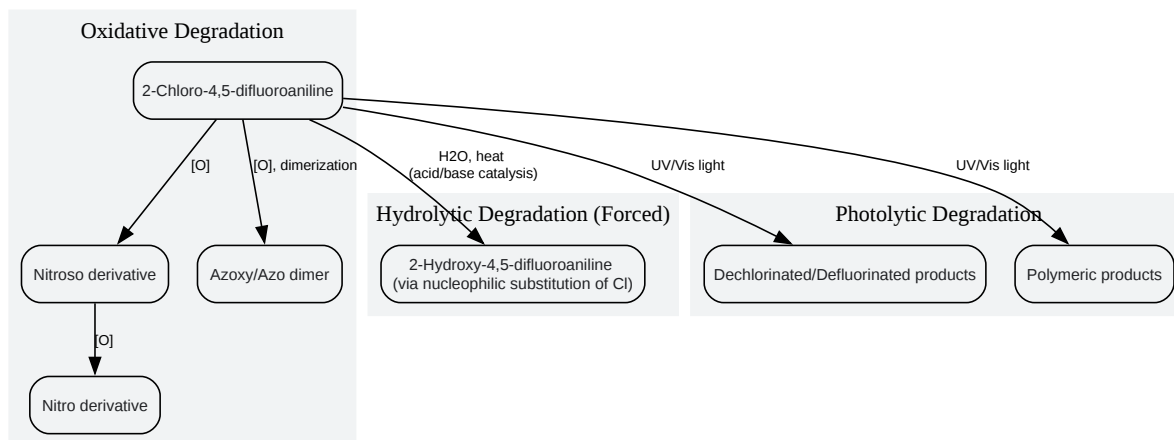 Oxidative Degradation
2-Chloro-4,5-difluoroaniline
[O]
[O], dimerization
H2O, heat
(acid/base catalysis)
UV/Vis light
UV/Vis light
Hydrolytic Degradation (Forced)
Photolytic Degradation
Nitroso derivative
Azoxy/Azo dimer
2-Hydroxy-4,5-difluoroaniline
(via nucleophilic substitution of Cl)
Dechlorinated/Defluorinated products
Polymeric products
[O]
Nitro derivative